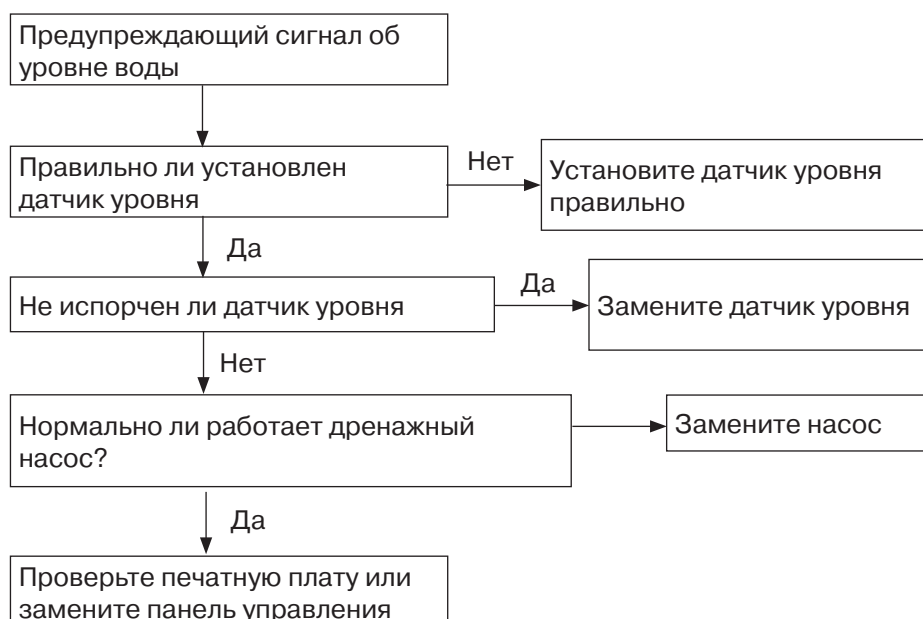 Предупреждающий сигнал об
уровне воды
Правильно ли установлен
датчик уровня
Нет
Установите датчик уровня
правильно
Да
Не испорчен ли датчик уровня
Да
Замените датчик уровня
Нет
Нормально ли работает дренажный
насос?
Замените насос
Да
Проверьте печатную плату или
замените панель управления